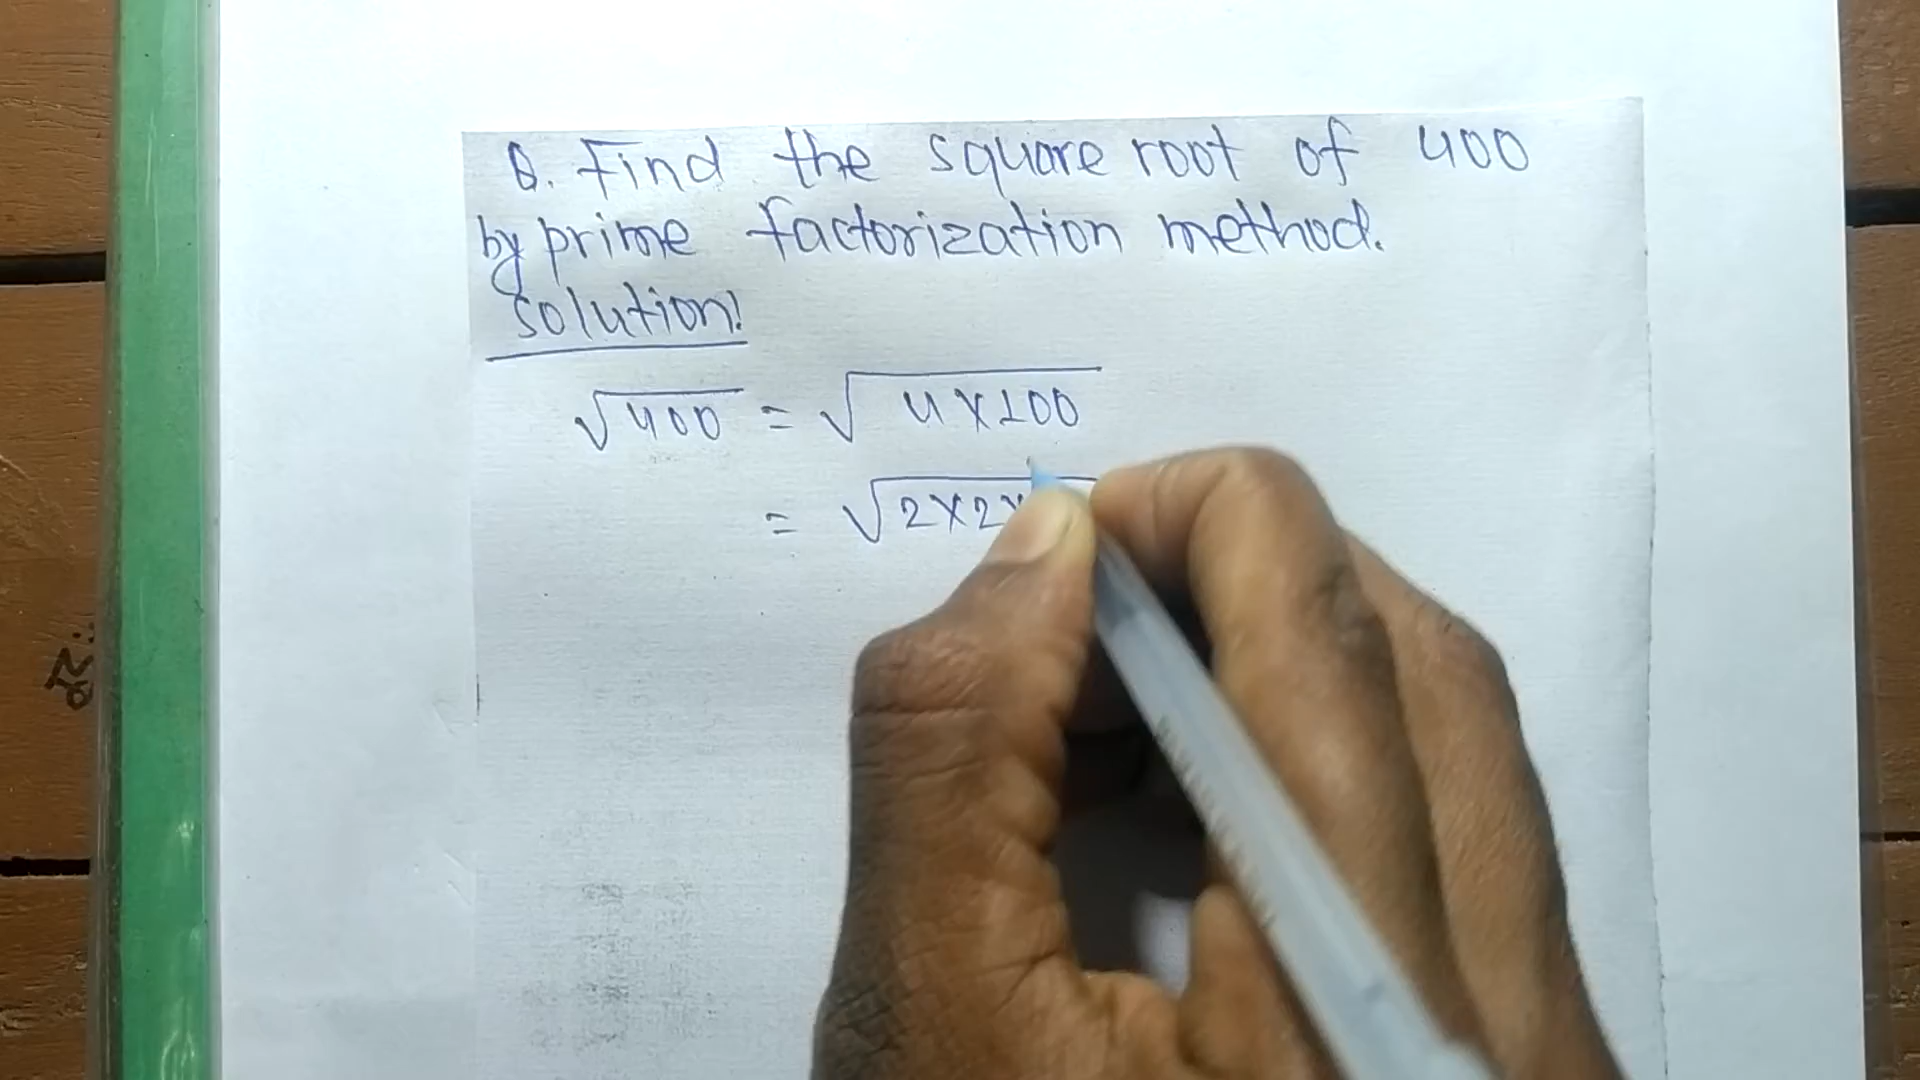 Q. Find the square root of 400
by prime factorization method.
Solution:
√400 = √4×100
= √2×2×